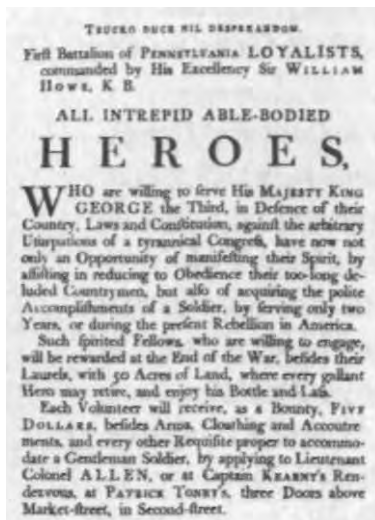 TEUCRO DUCE NIL DESPERANDUM.
Firſt Battalion of PENNSYLVANIA LOYALISTS,
commanded by His Excellency Sir WILLIAM
HOWE, K B.
ALL INTREPID ABLE-BODIED
HEROES,
WHO are willing to ſerve His MAJESTY KING
GEORGE the Third, in Defence of their
Country, Laws and Conſtitution, againſt the arbitrary
Uſurpations of a tyrannical Congreſs, have now not
only an Opportunity of manifeſting their Spirit, by
aſſiſting in reducing to Obedience their too-long de-
luded Countrymen, but alſo of acquiring the polite
Accompliſhments of a Soldier, by ſerving only two
Years, or during the preſent Rebellion in America.
Such ſpirited Fellows, who are willing to engage,
will be rewarded at the End of the War, beſides their
Laurels, with 50 Acres of Land, where every gallant
Hero may retire, and enjoy his Bottle and Laſs.
Each Volunteer will receive, as a Bounty, FIVE
DOLLARS, beſides Arms, Cloathing and Accoutre-
ments, and every other Requiſite proper to accommo-
date a Gentleman Soldier, by applying to Lieutenant
Colonel ALLEN, or at Captain KEARNY'S Ren-
dezvous, at PATRICK TONRY'S, three Doors above
Market-ſtreet, in Second-ſtreet.